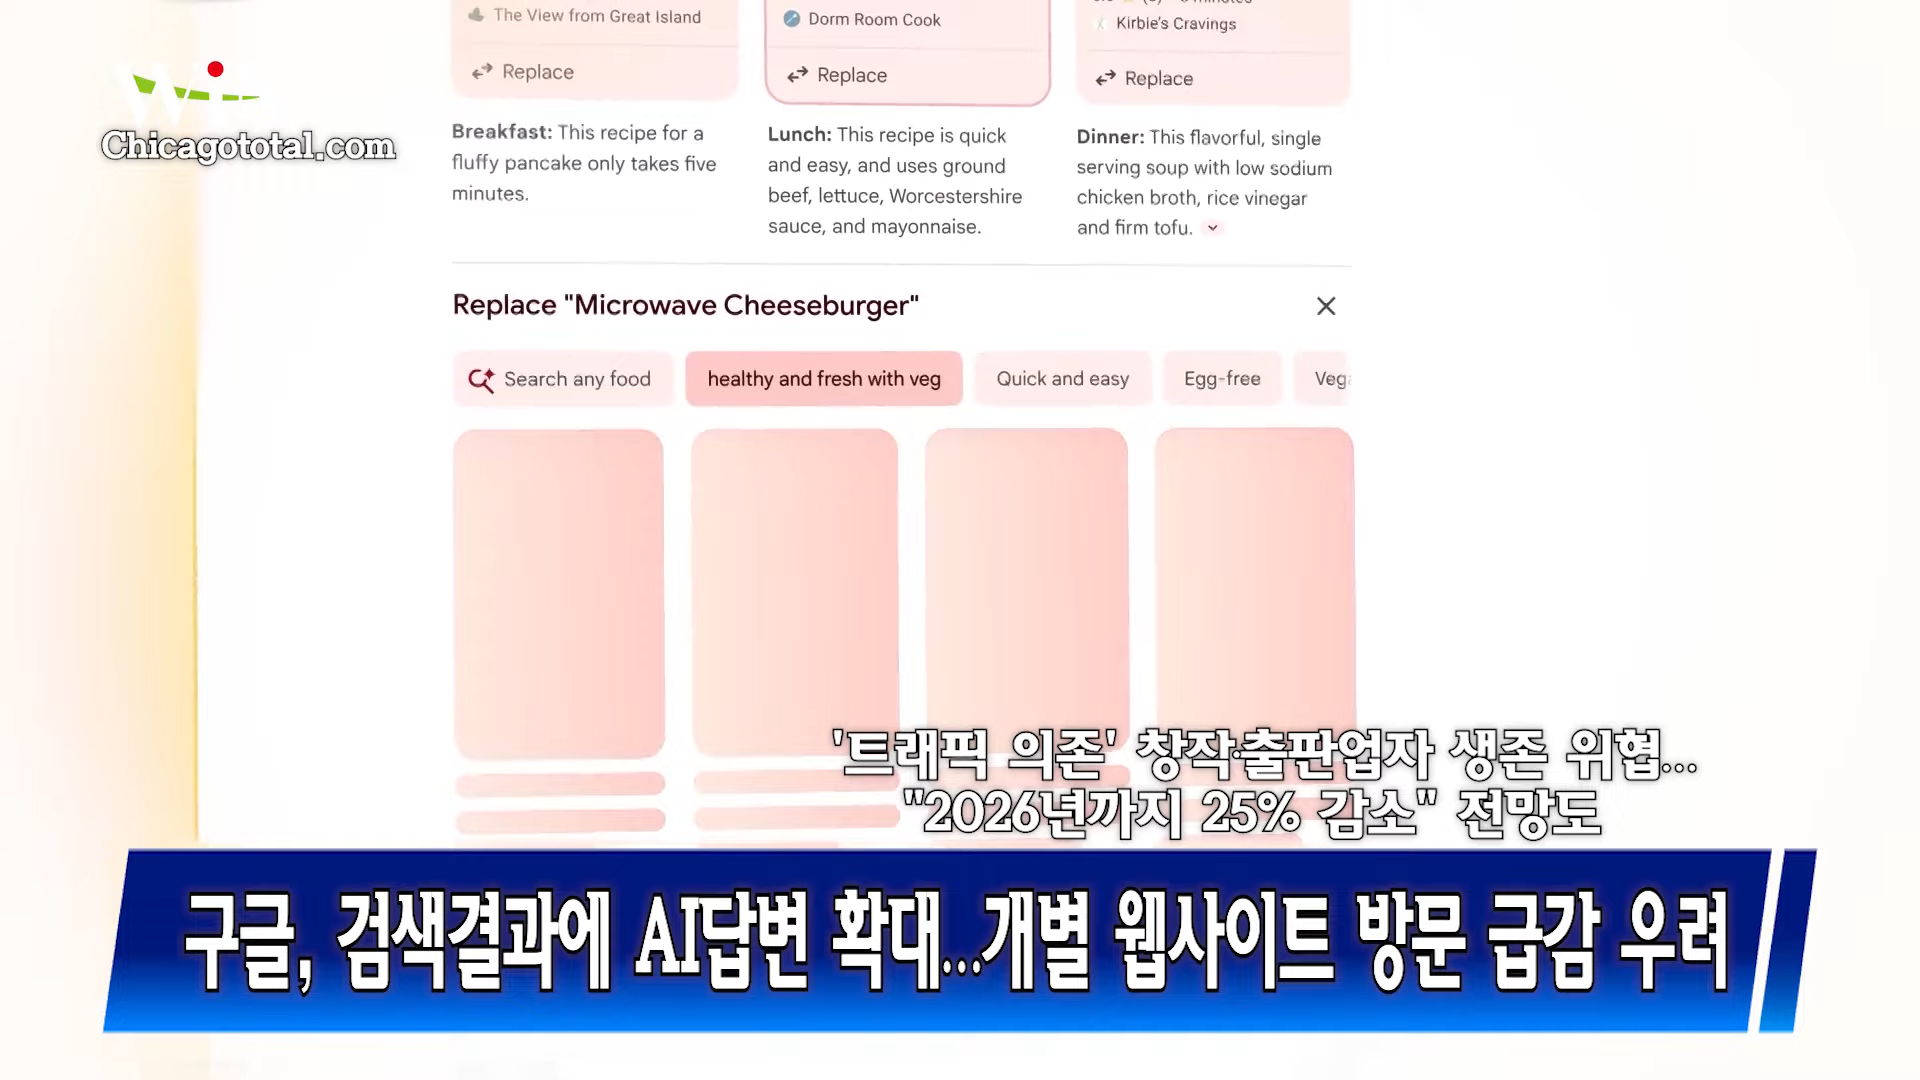 The View from Great Island
Dorm Room Cook
Kirbie's Cravings
Replace
Replace
Replace
Chicagototal.com
Breakfast: This recipe for a
fluffy pancake only takes five
minutes.
Lunch: This recipe is quick
and easy, and uses ground
beef, lettuce, Worcestershire
sauce, and mayonnaise.
Dinner: This flavorful, single
serving soup with low sodium
chicken broth, rice vinegar
and firm tofu.
Replace "Microwave Cheeseburger"
Search any food
healthy and fresh with veg
Quick and easy
Egg-free
'트래픽 의존' 창작·출판업자 생존 위협...
"2026년까지 25% 감소" 전망도
구글, 검색결과에 AI답변 확대...개별 웹사이트 방문 급감 우려